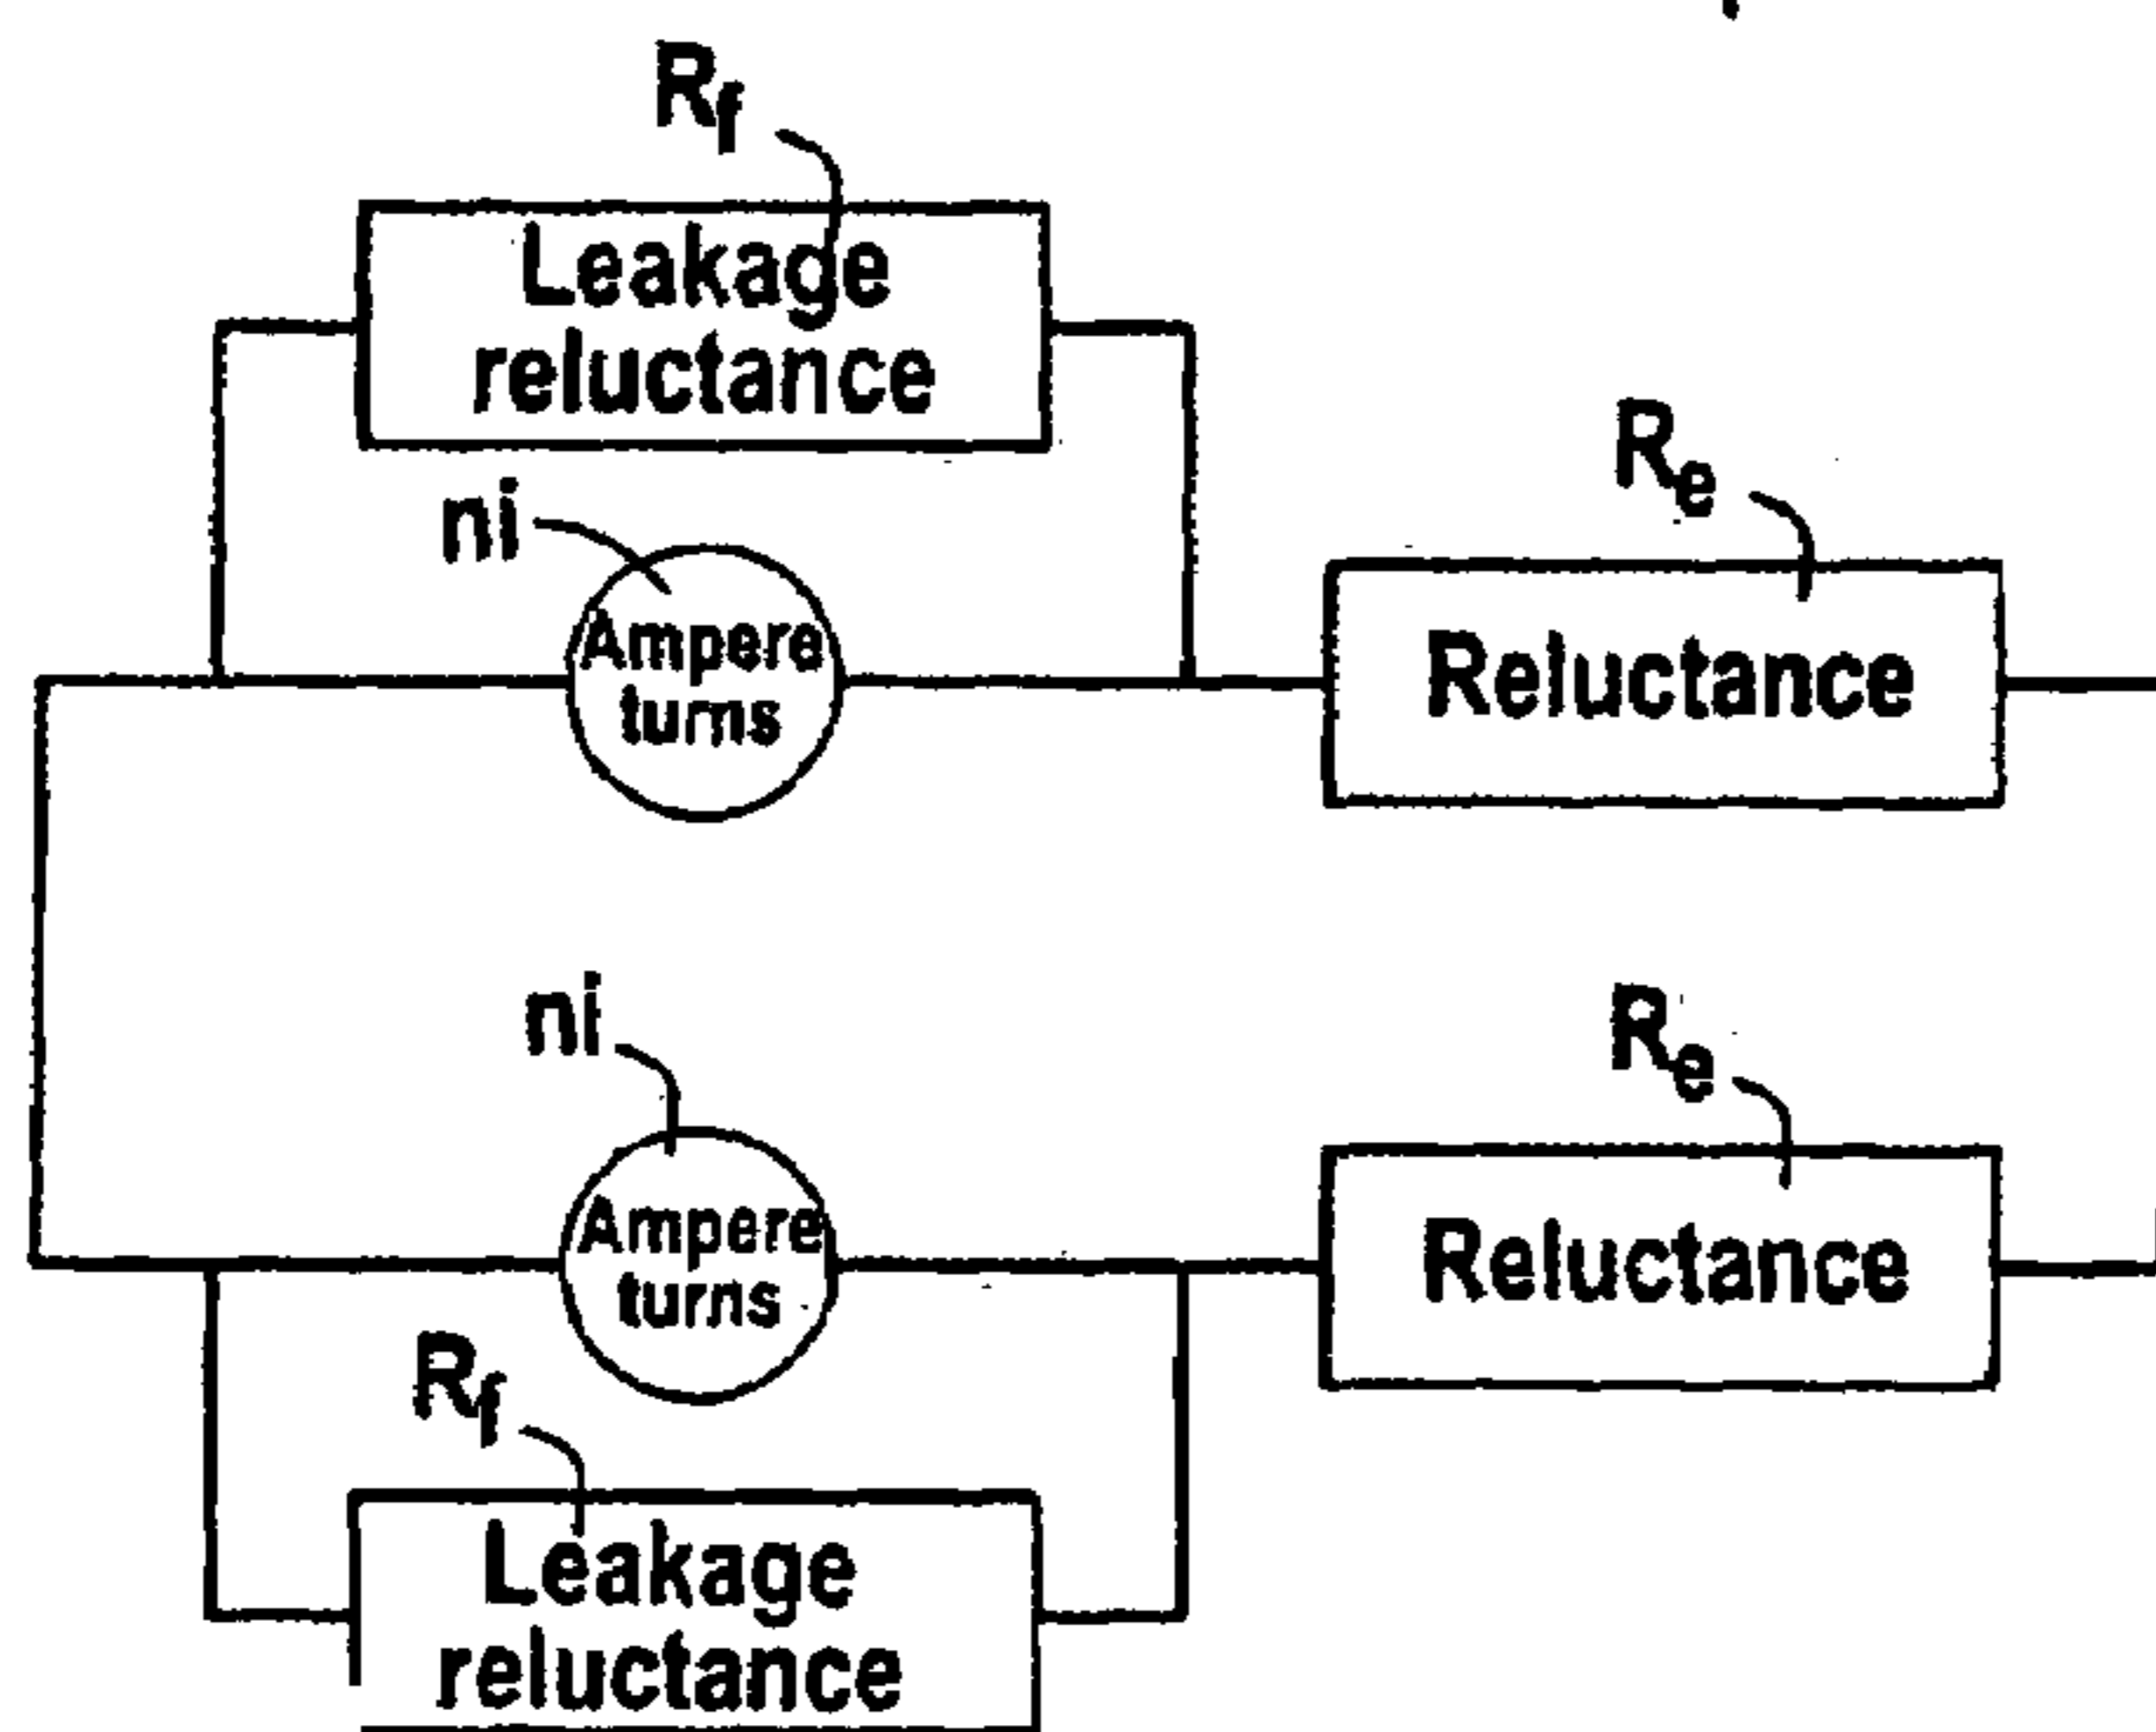 Rf
Leakage
reluctance
ni
Ampere
turns
Re
Reluctance
ni
Ampere
turns
Re
Reluctance
Rf
Leakage
reluctance